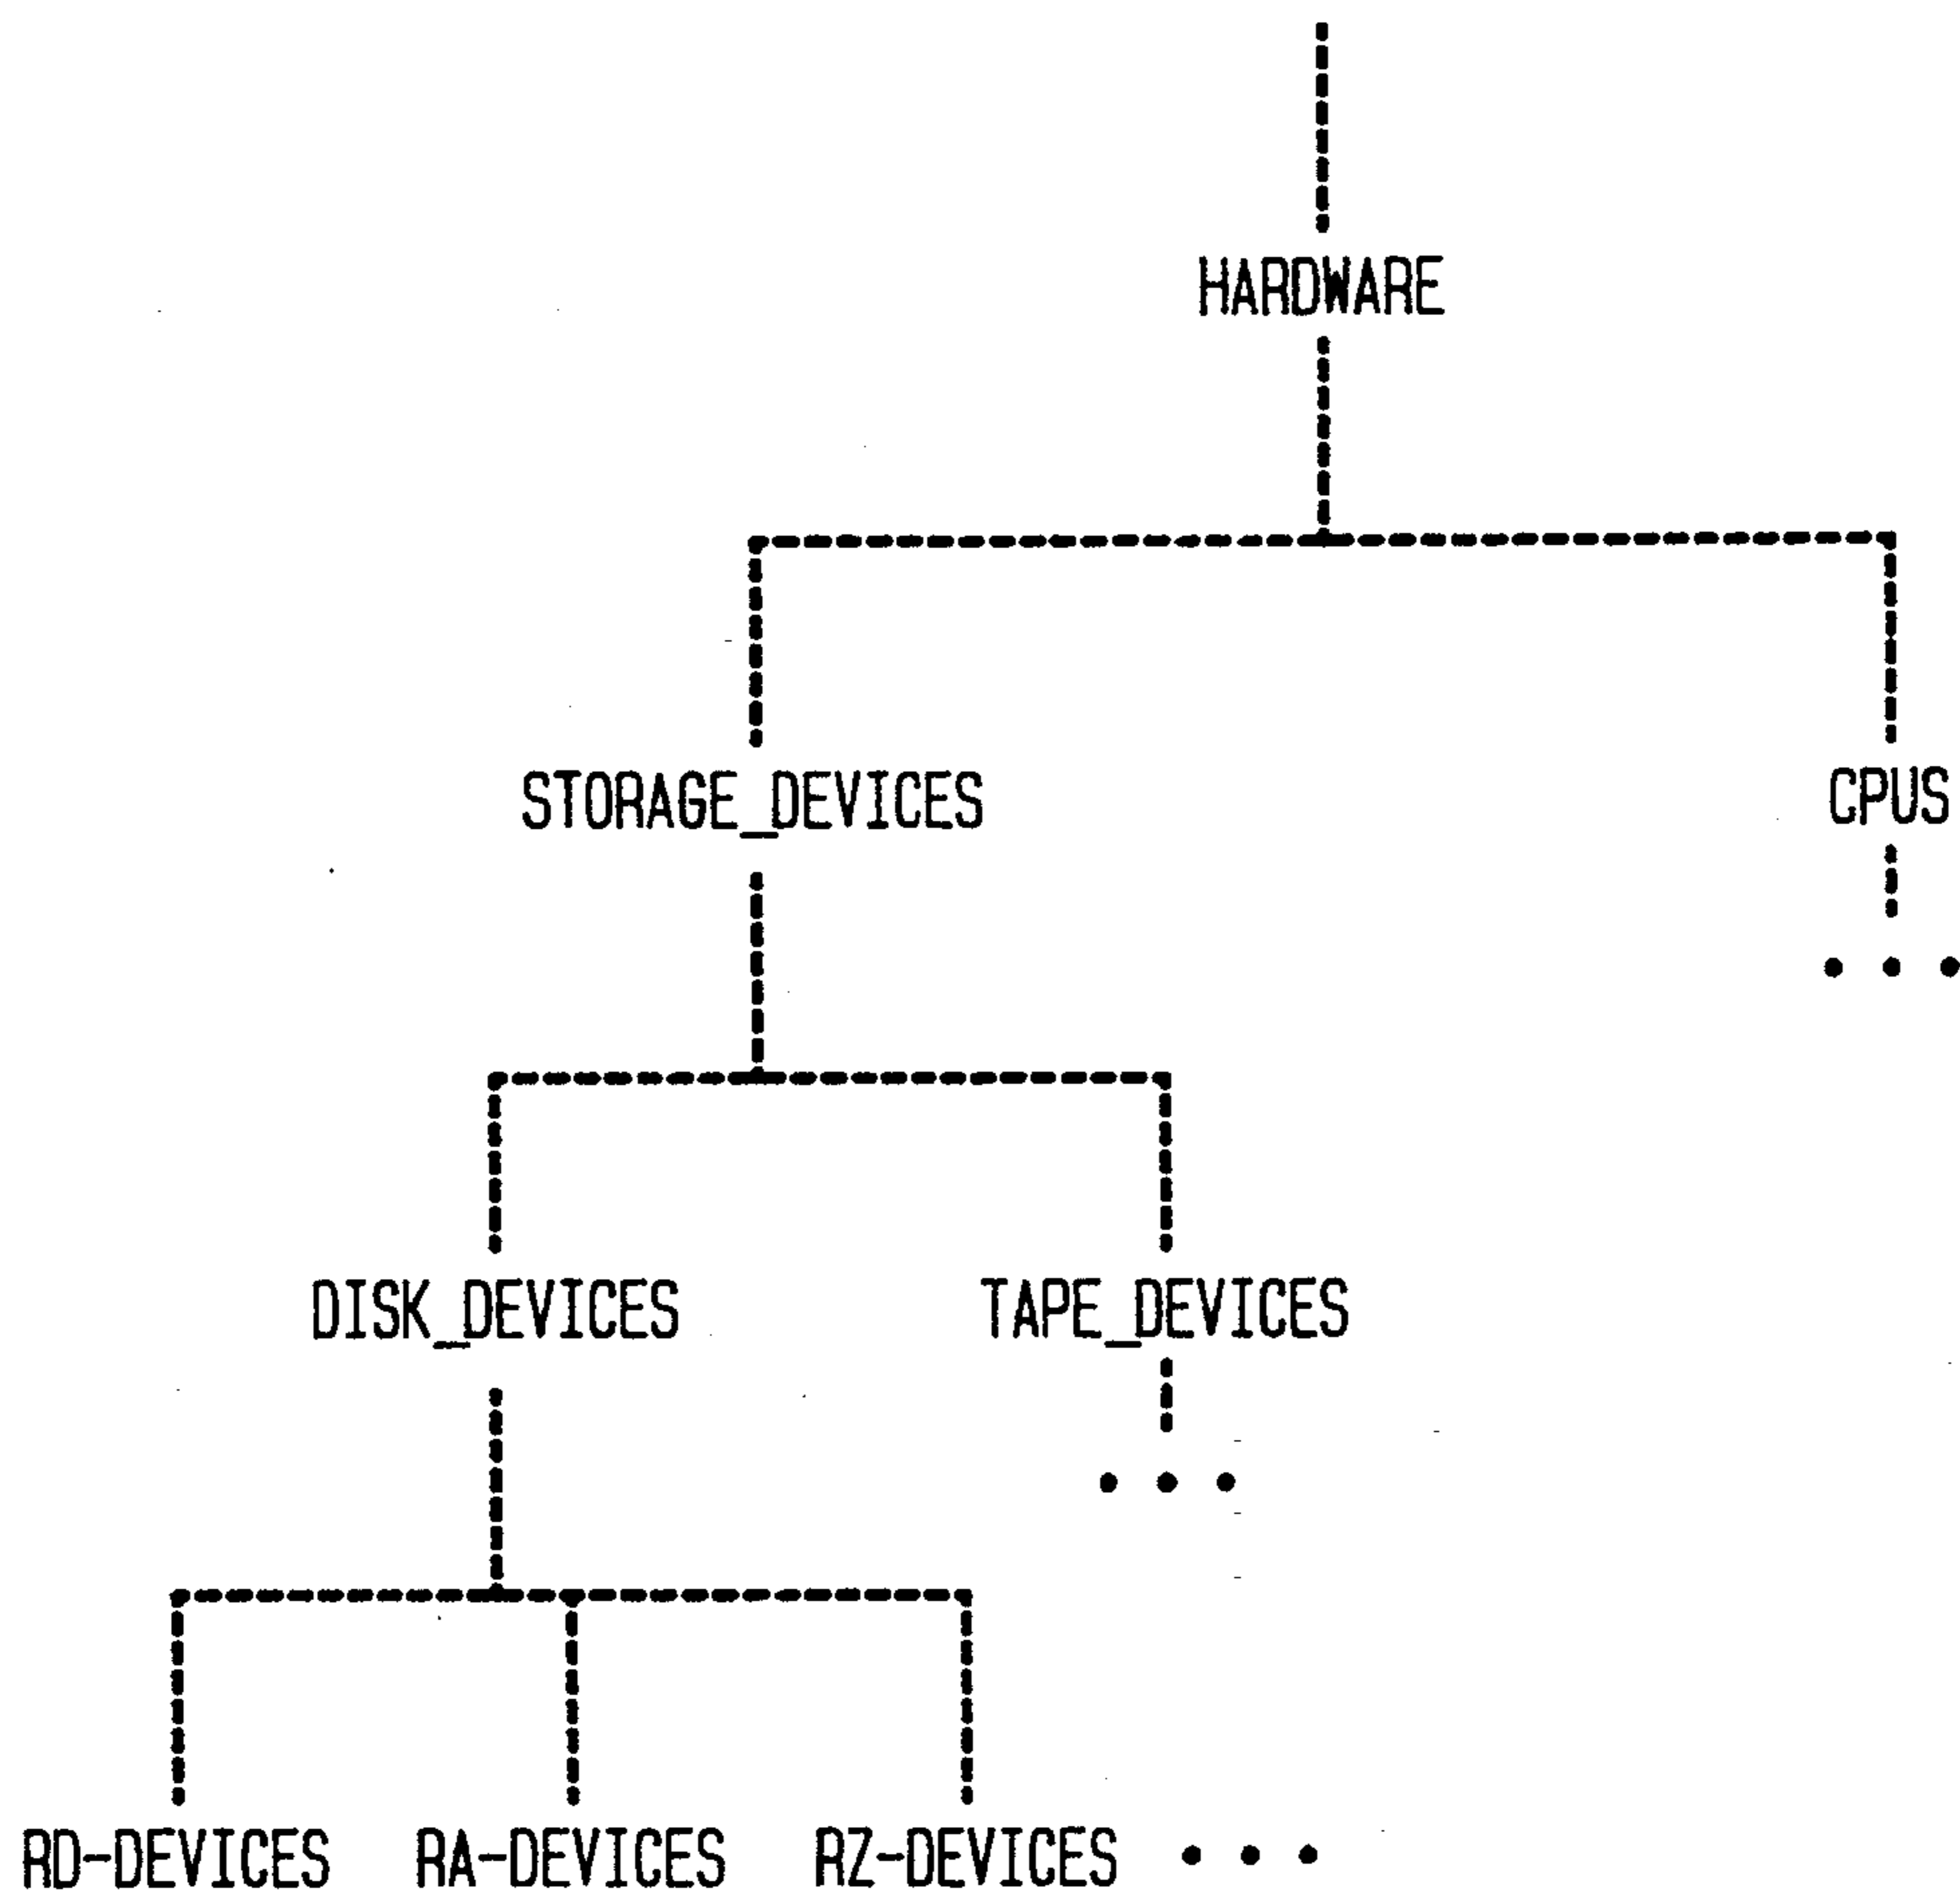 HARDWARE
STORAGE_DEVICES
CPUS
• • •
DISK_DEVICES
TAPE_DEVICES
• • •
RD-DEVICES
RA-DEVICES
RZ-DEVICES • • •